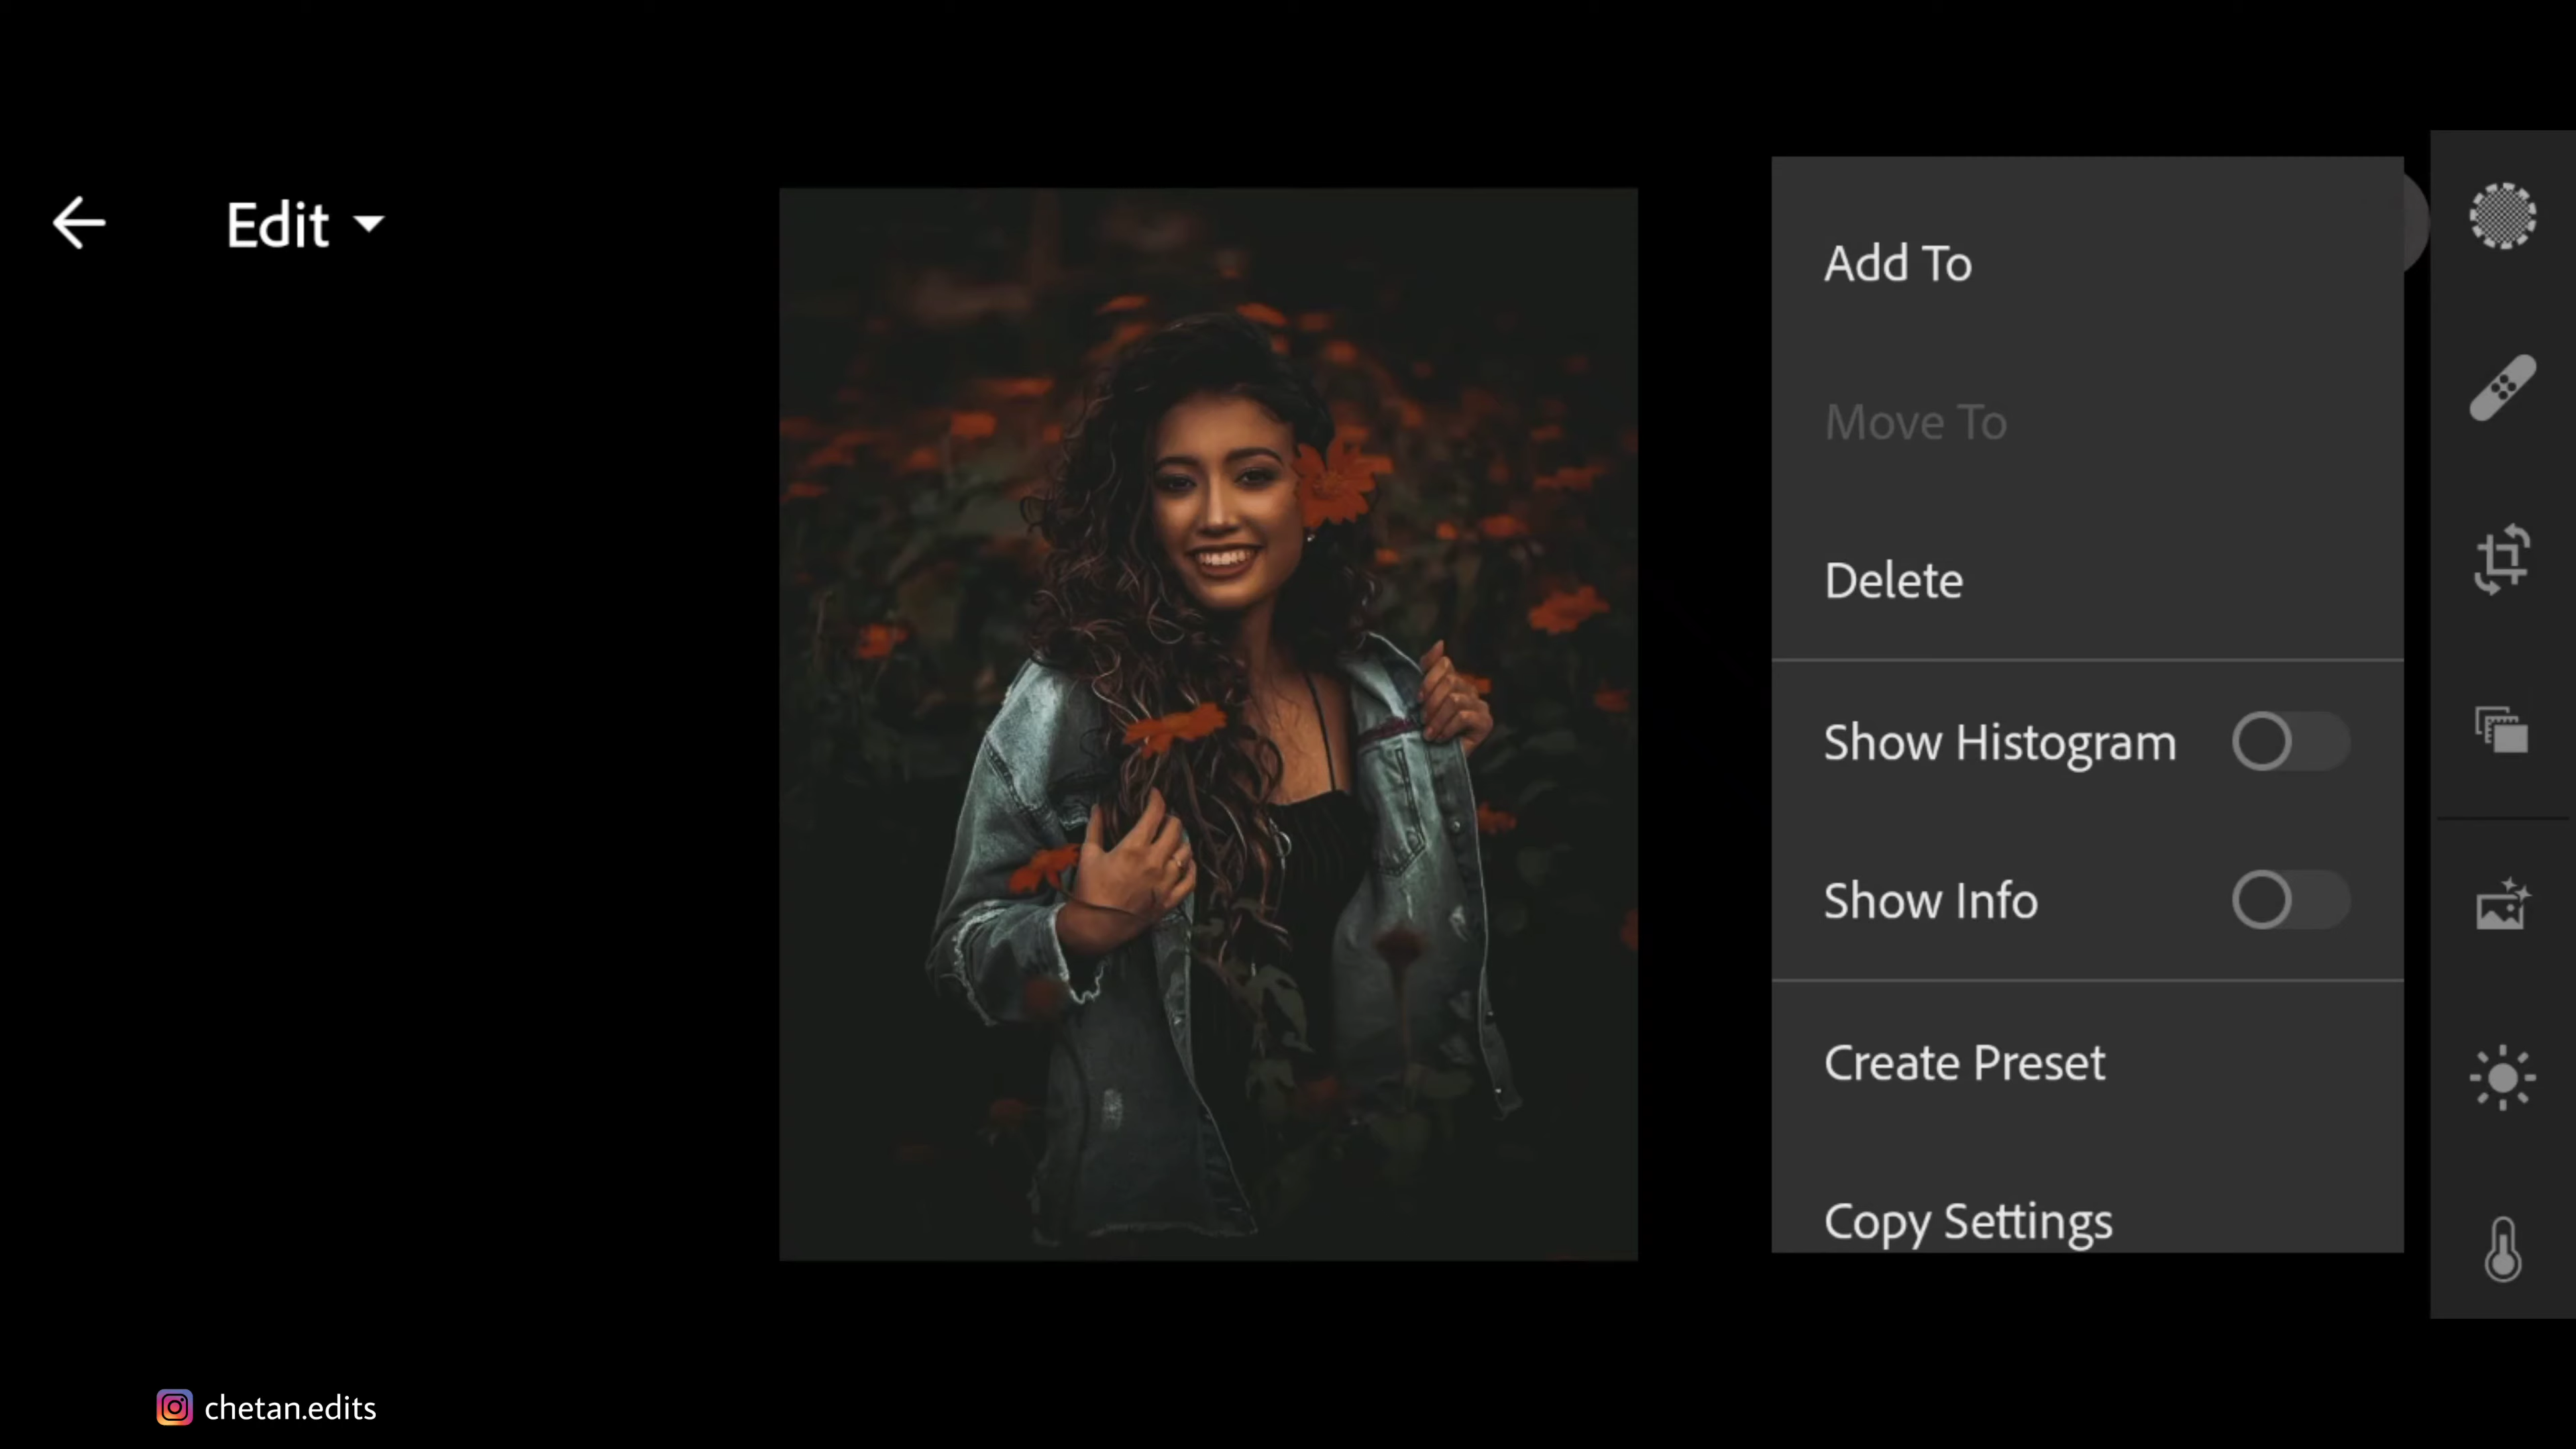 Edit
Add To
Move To
Delete
Show Histogram
Show Info
Create Preset
Copy Settings
chetan.edits